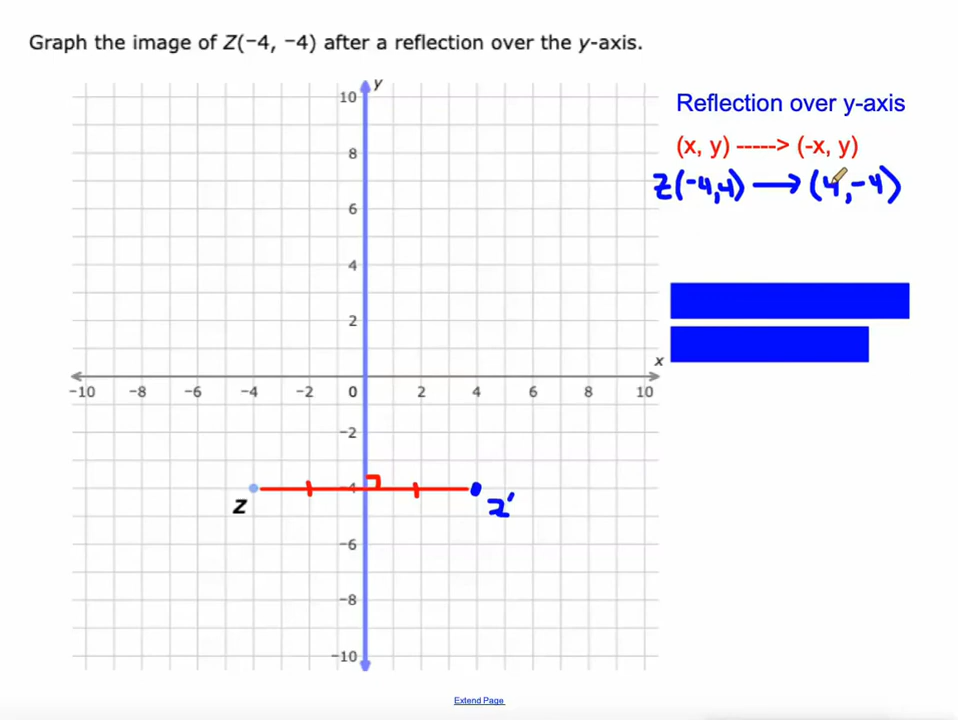 Graph the image of Z(−4, −4) after a reflection over the y-axis.
y
Reflection over y-axis
(x, y) -----> (-x, y)
Z(-4,4) ⟶ (4,-4)
10
8
6
4
2
x
−10 −8 −6 −4 −2 0 2 4 6 8 10
−2
−4
Z
Z'
−6
−8
−10
Extend Page